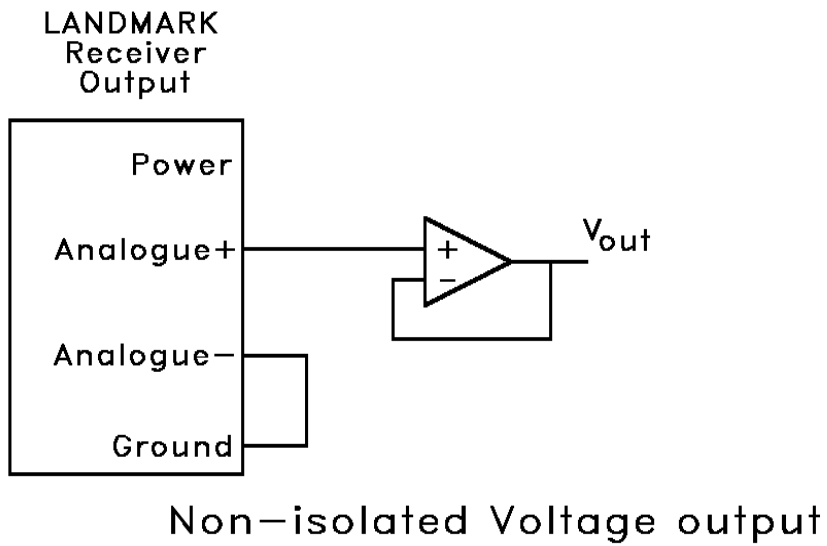 LANDMARK
Receiver
Output
Power
Analogue+
+
Vout
-
Analogue-
Ground
Non-isolated Voltage output